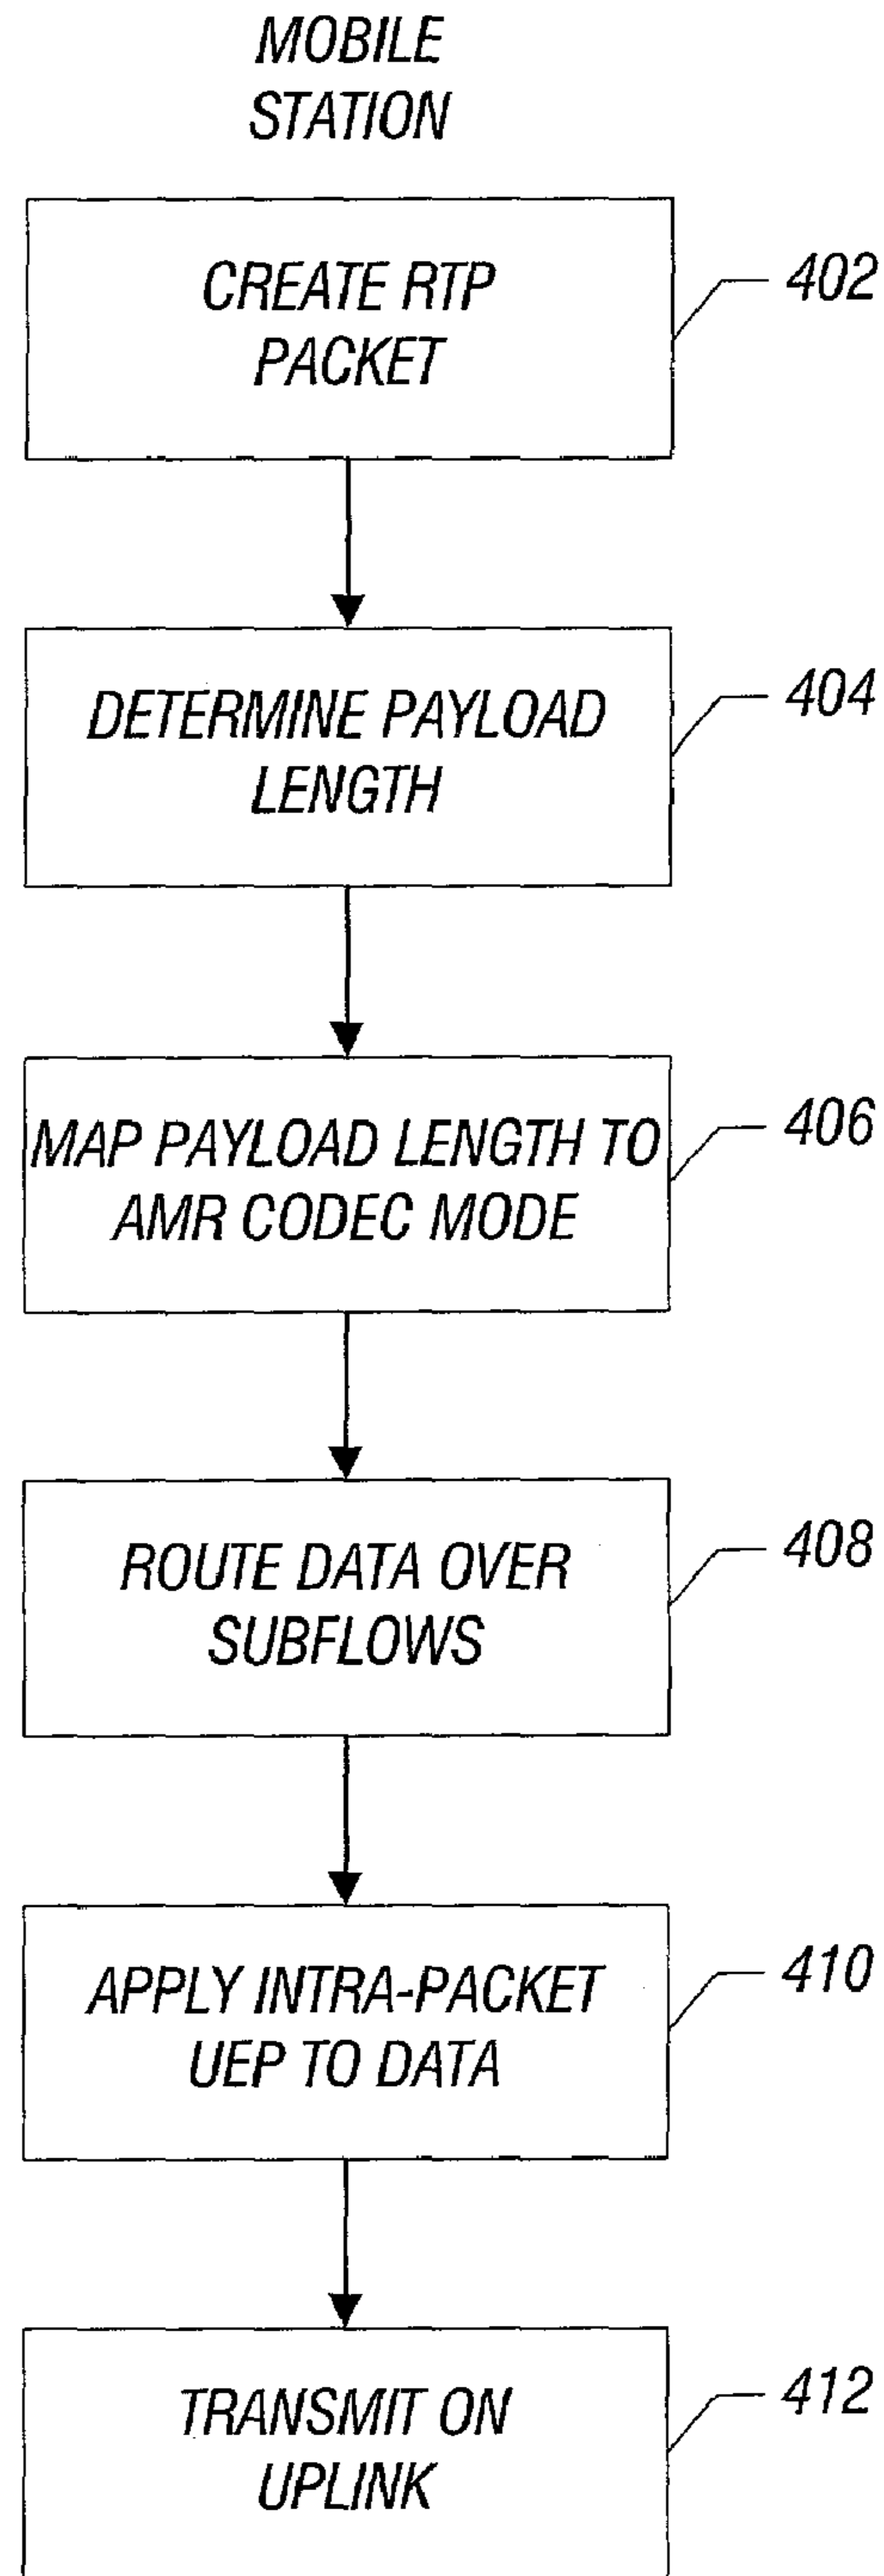 MOBILE
STATION
CREATE RTP
PACKET
402
DETERMINE PAYLOAD
LENGTH
404
MAP PAYLOAD LENGTH TO
AMR CODEC MODE
406
ROUTE DATA OVER
SUBFLOWS
408
APPLY INTRA-PACKET
UEP TO DATA
410
TRANSMIT ON
UPLINK
412